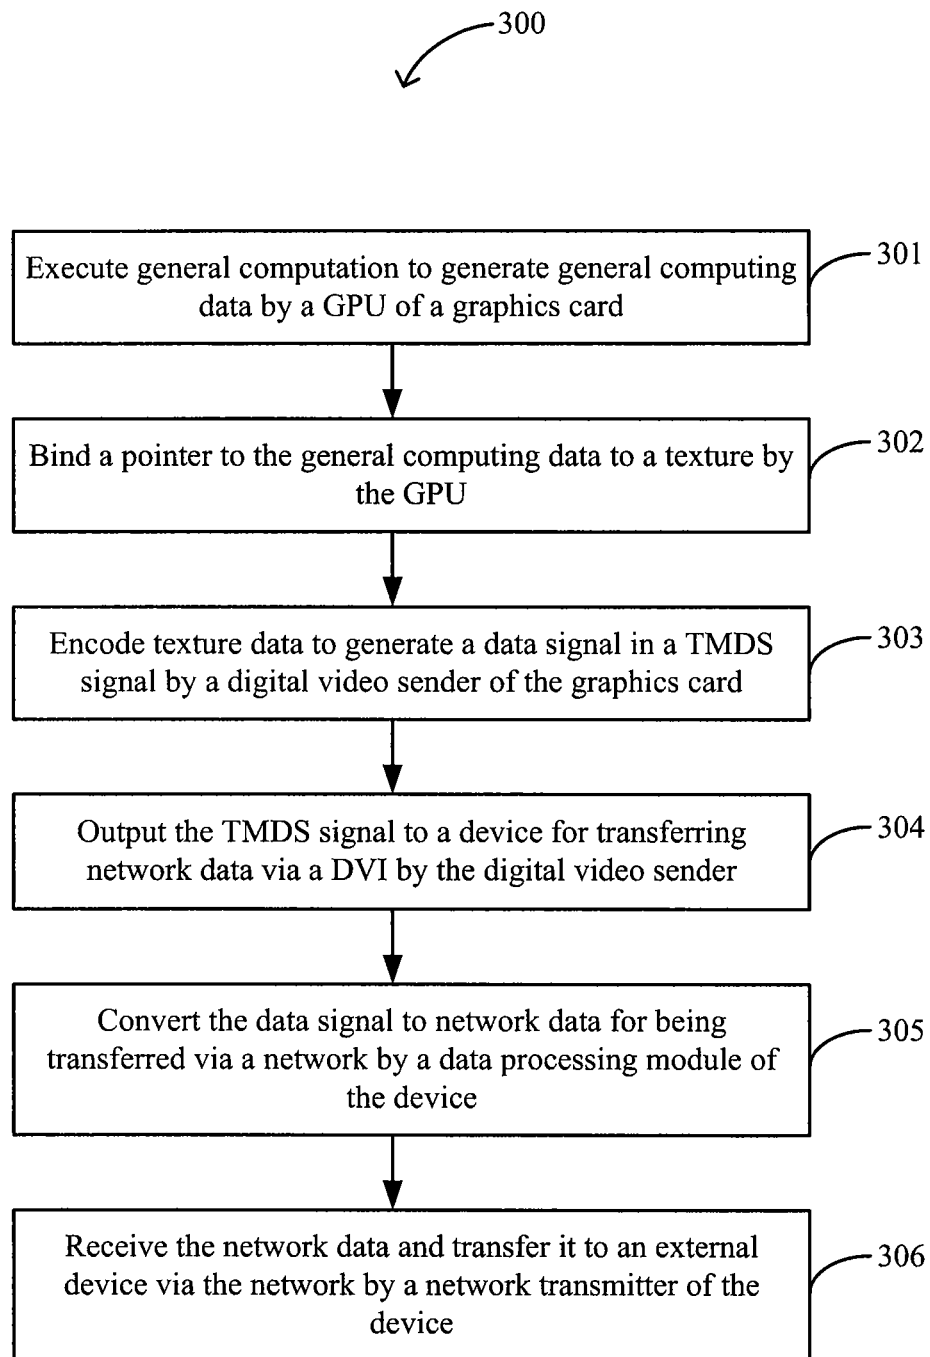 300
Execute general computation to generate general computing
data by a GPU of a graphics card
301
Bind a pointer to the general computing data to a texture by
the GPU
302
Encode texture data to generate a data signal in a TMDS
signal by a digital video sender of the graphics card
303
Output the TMDS signal to a device for transferring
network data via a DVI by the digital video sender
304
Convert the data signal to network data for being
transferred via a network by a data processing module of
the device
305
Receive the network data and transfer it to an external
device via the network by a network transmitter of the
device
306